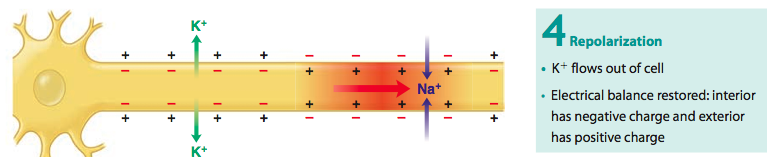 K+
+ + + + − − − − +
− − − − + + + + −
Na+
− − − − + + + + −
+ + + + − − − − +
K+
4 Repolarization
• K+ flows out of cell
• Electrical balance restored: interior
has negative charge and exterior
has positive charge